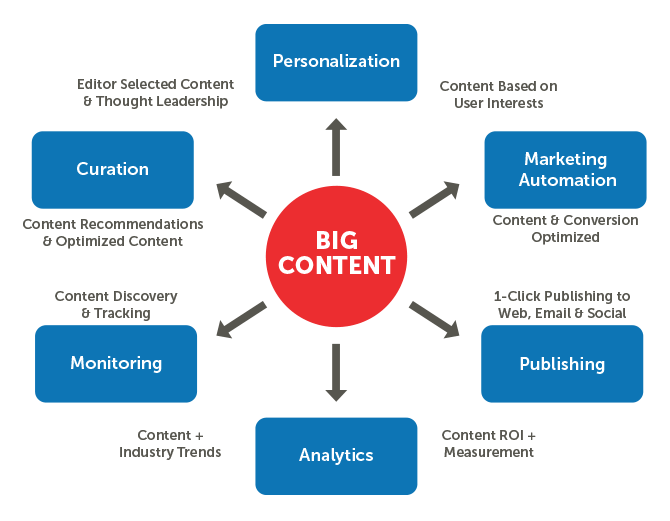 Personalization
Editor Selected Content
& Thought Leadership
Content Based on
User Interests
Curation
Marketing
Automation
Content Recommendations
& Optimized Content
Content & Conversion
Optimized
BIG
CONTENT
Content Discovery
& Tracking
1-Click Publishing to
Web, Email & Social
Monitoring
Publishing
Content +
Industry Trends
Analytics
Content ROI +
Measurement